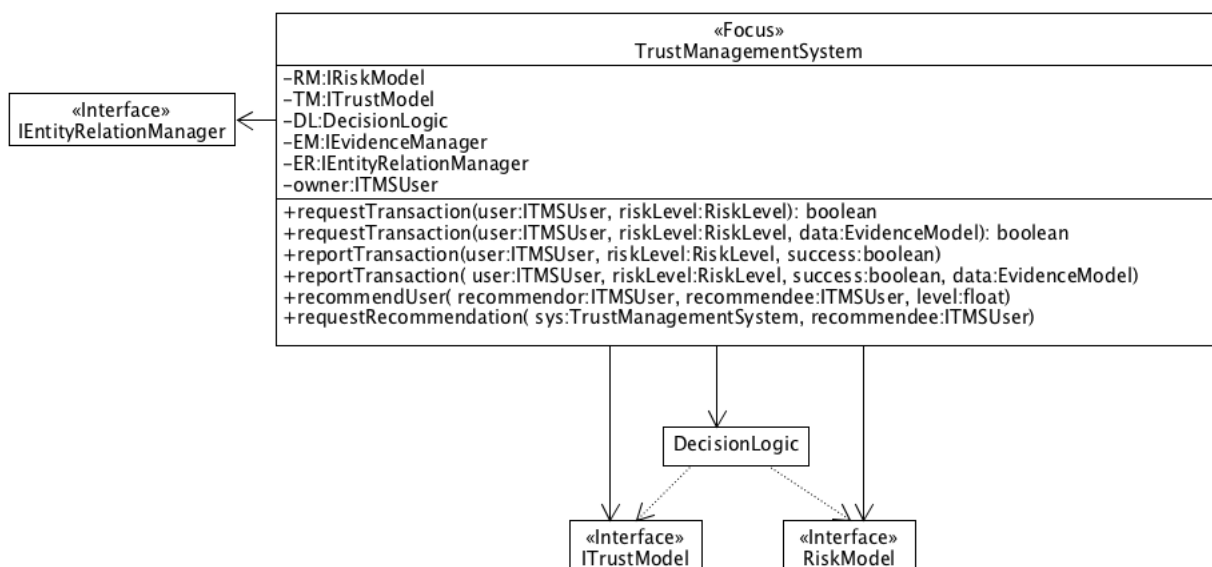 «Focus»
TrustManagementSystem
-RM:IRiskModel
-TM:ITrustModel
-DL:DecisionLogic
-EM:IEvidenceManager
-ER:IEntityRelationManager
-owner:ITMSUser
«Interface»
IEntityRelationManager
+requestTransaction(user:ITMSUser, riskLevel:RiskLevel): boolean
+requestTransaction(user:ITMSUser, riskLevel:RiskLevel, data:EvidenceModel): boolean
+reportTransaction(user:ITMSUser, riskLevel:RiskLevel, success:boolean)
+reportTransaction( user:ITMSUser, riskLevel:RiskLevel, success:boolean, data:EvidenceModel)
+recommendUser( recommendor:ITMSUser, recommendee:ITMSUser, level:float)
+requestRecommendation( sys:TrustManagementSystem, recommendee:ITMSUser)
DecisionLogic
«Interface»
ITrustModel
«Interface»
RiskModel